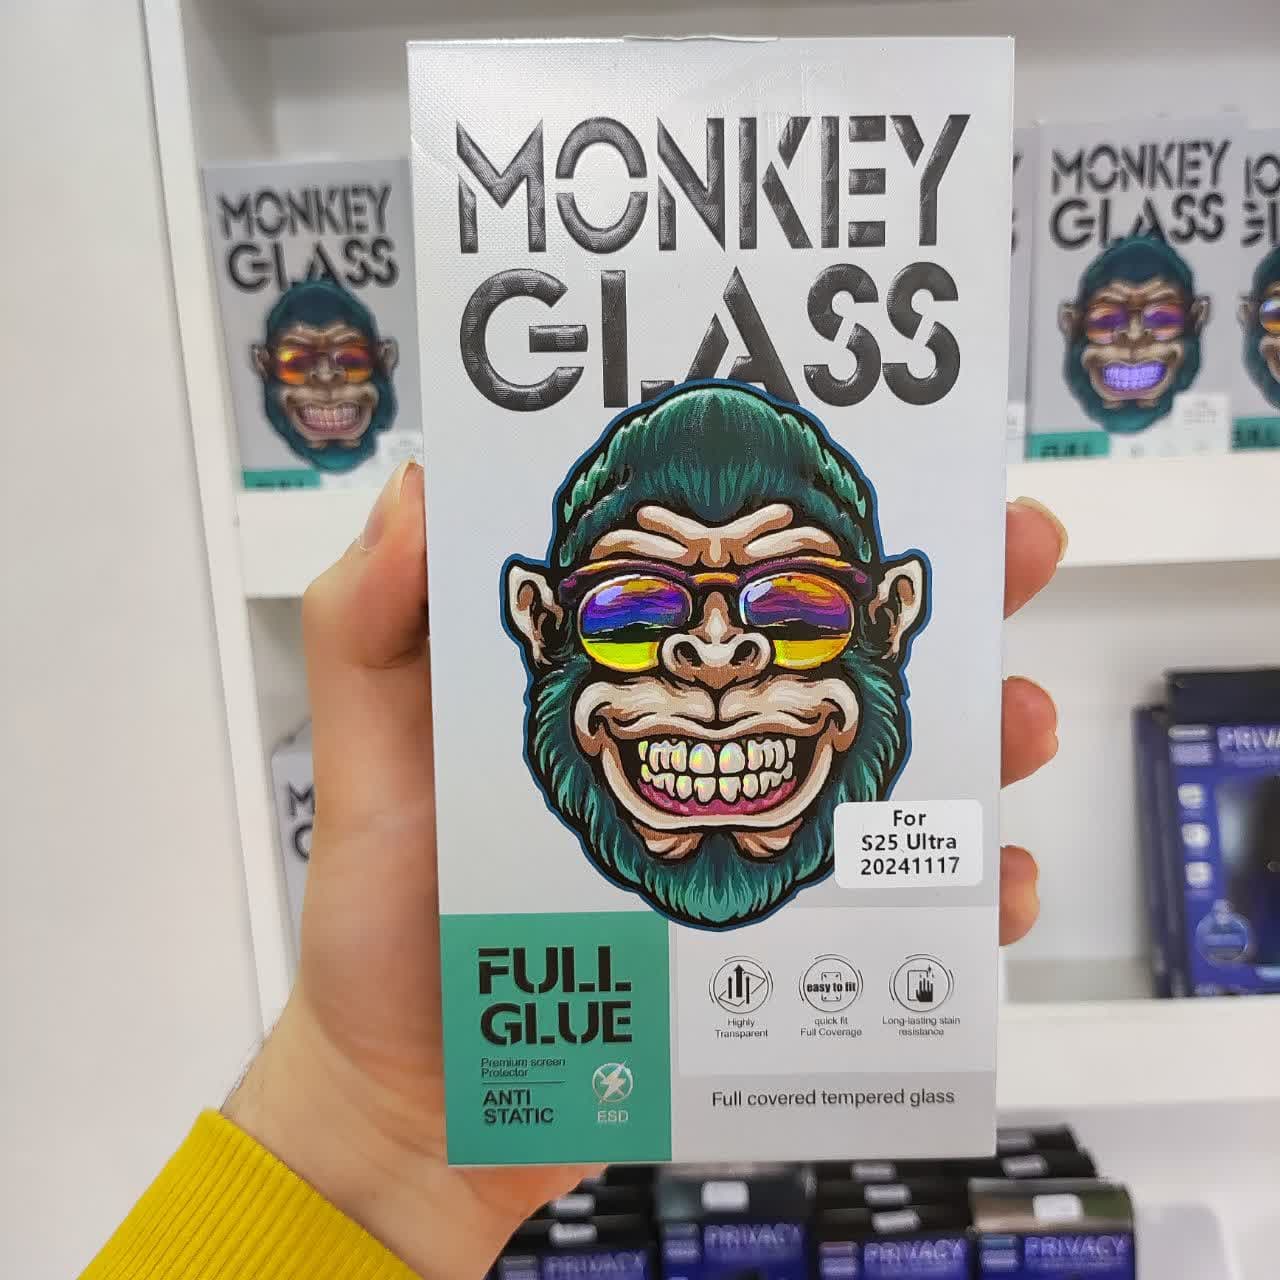 MONKEY
GLASS
For
S25 Ultra
20241117
FULL
GLUE
Premium screen
Protector
ANTI
STATIC
ESD
Highly
Transparent
easy to fit
quick fit
Full Coverage
Long-lasting stain
resistance
Full covered tempered glass
MONKEY
GLASS
MONKEY
GLASS
FULL
PRIVACY
PRIVACY
PRIVACY
PRIVACY